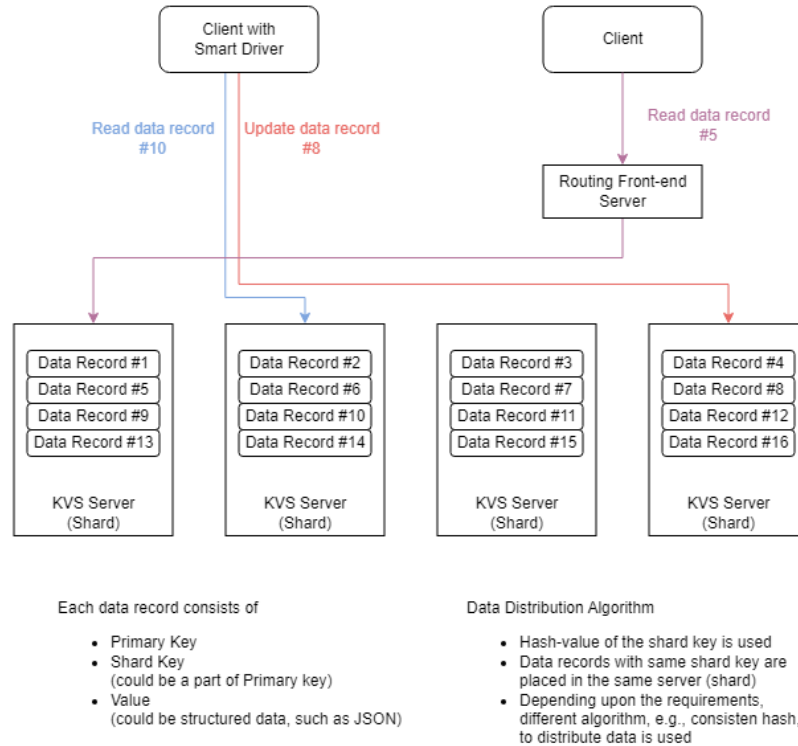 Client with
Smart Driver
Client
Read data record
#10
Update data record
#8
Read data record
#5
Routing Front-end
Server
Data Record #1
Data Record #5
Data Record #9
Data Record #13
KVS Server
(Shard)
Data Record #2
Data Record #6
Data Record #10
Data Record #14
KVS Server
(Shard)
Data Record #3
Data Record #7
Data Record #11
Data Record #15
KVS Server
(Shard)
Data Record #4
Data Record #8
Data Record #12
Data Record #16
KVS Server
(Shard)
Each data record consists of
• Primary Key
• Shard Key
(could be a part of Primary key)
• Value
(could be structured data, such as JSON)
Data Distribution Algorithm
• Hash-value of the shard key is used
• Data records with same shard key are
placed in the same server (shard)
• Depending upon the requirements,
different algorithm, e.g., consisten hash,
to distribute data is used